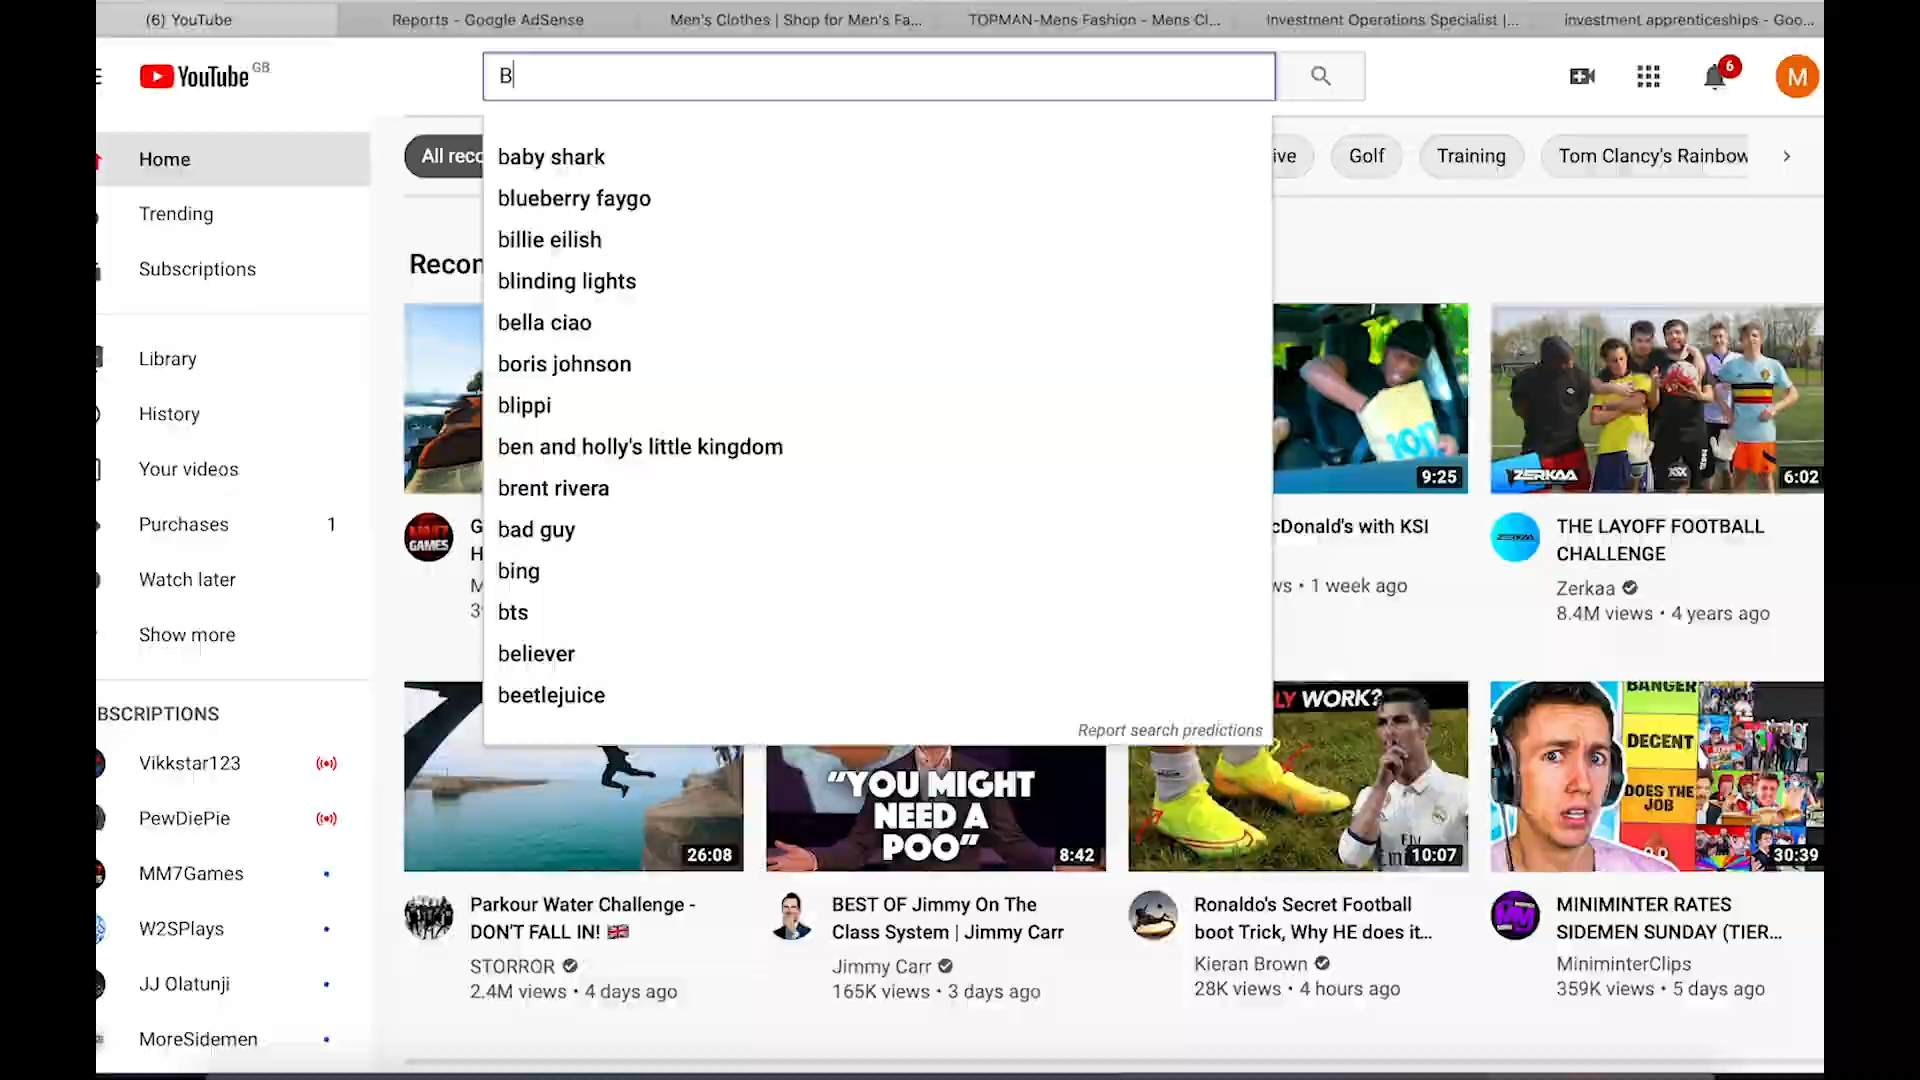 (6) YouTube
Reports - Google AdSense
Men's Clothes | Shop for Men's Fa...
TOPMAN-Mens Fashion - Mens Cl...
Investment Operations Specialist |...
investment apprenticeships - Goo...
YouTube GB
B
6
M
Home
Trending
Subscriptions
Library
History
Your videos
Purchases 1
Watch later
Show more
BSCRIPTIONS
Vikkstar123
PewDiePie
MM7Games
W2SPlays
JJ Olatunji
MoreSidemen
All reco
ive
Golf
Training
Tom Clancy's Rainbow
Recon
baby shark
blueberry faygo
billie eilish
blinding lights
bella ciao
boris johnson
blippi
ben and holly's little kingdom
brent rivera
bad guy
bing
bts
believer
beetlejuice
Report search predictions
MM7
GAMES
G
H
M
3
9:25
cDonald's with KSI
ws • 1 week ago
ZERKAA
6:02
THE LAYOFF FOOTBALL
CHALLENGE
Zerkaa
8.4M views • 4 years ago
26:08
Parkour Water Challenge -
DON'T FALL IN!
STORROR
2.4M views • 4 days ago
"YOU MIGHT
NEED A
POO"
8:42
BEST OF Jimmy On The
Class System | Jimmy Carr
Jimmy Carr
165K views • 3 days ago
LY WORK?
10:07
Ronaldo's Secret Football
boot Trick, Why HE does it...
Kieran Brown
28K views • 4 hours ago
BANGER
DECENT
DOES THE
JOB
30:39
MINIMINTER RATES
SIDEMEN SUNDAY (TIER...
MiniminterClips
359K views • 5 days ago